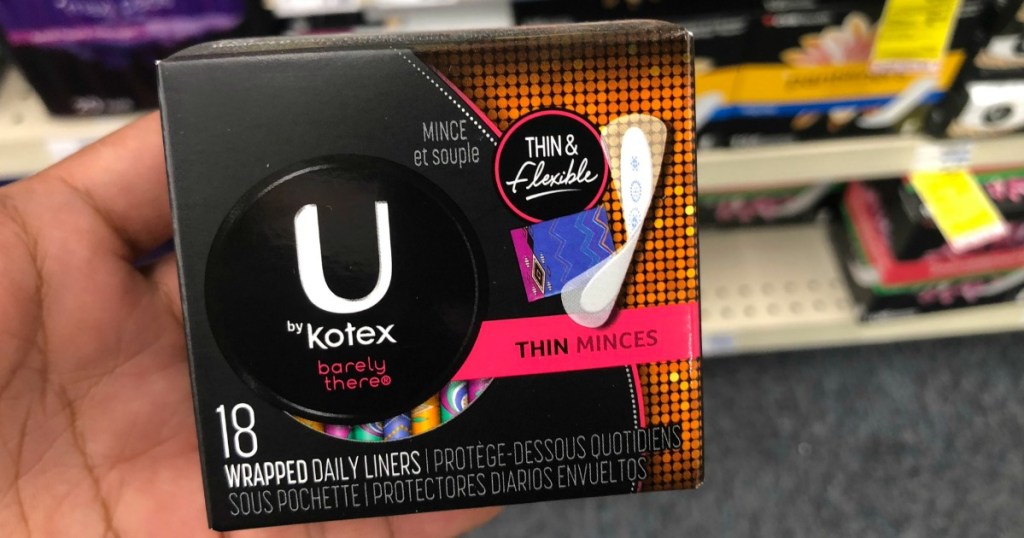 MINCE
et souple
THIN &
Flexible
U
by Kotex
barely
there®
THIN MINCES
18
WRAPPED DAILY LINERS | PROTÈGE-DESSOUS QUOTIDIENS
SOUS POCHETTE | PROTECTORES DIARIOS ENVUELTOS